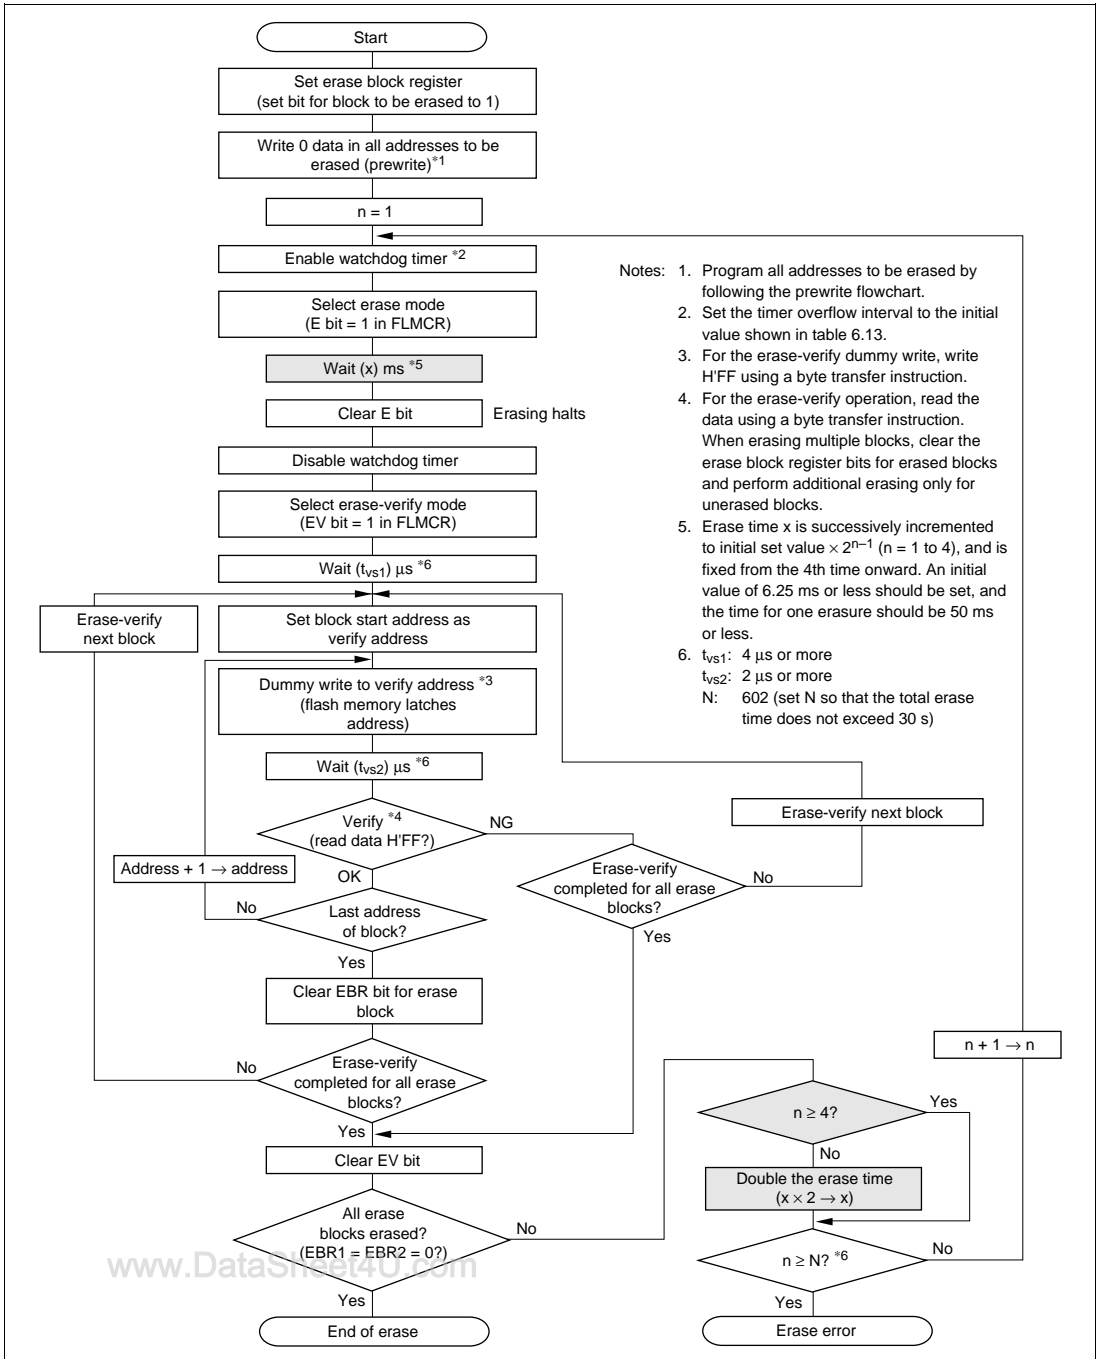 Start
Set erase block register
(set bit for block to be erased to 1)
Write 0 data in all addresses to be
erased (prewrite)*1
n = 1
Enable watchdog timer *2
Select erase mode
(E bit = 1 in FLMCR)
Wait (x) ms *5
Clear E bit
Erasing halts
Disable watchdog timer
Select erase-verify mode
(EV bit = 1 in FLMCR)
Wait (tvs1) µs *6
Erase-verify
next block
Set block start address as
verify address
Dummy write to verify address *3
(flash memory latches
address)
Wait (tvs2) µs *6
Verify *4
(read data H'FF?)
NG
OK
Address + 1 → address
No
Last address
of block?
Yes
Clear EBR bit for erase
block
No
Erase-verify
completed for all erase
blocks?
Yes
Clear EV bit
All erase
blocks erased?
(EBR1 = EBR2 = 0?)
No
Yes
End of erase
Notes: 1. Program all addresses to be erased by
following the prewrite flowchart.
2. Set the timer overflow interval to the initial
value shown in table 6.13.
3. For the erase-verify dummy write, write
H'FF using a byte transfer instruction.
4. For the erase-verify operation, read the
data using a byte transfer instruction.
When erasing multiple blocks, clear the
erase block register bits for erased blocks
and perform additional erasing only for
unerased blocks.
5. Erase time x is successively incremented
to initial set value × 2n–1 (n = 1 to 4), and is
fixed from the 4th time onward. An initial
value of 6.25 ms or less should be set, and
the time for one erasure should be 50 ms
or less.
6. tvs1: 4 µs or more
tvs2: 2 µs or more
N: 602 (set N so that the total erase
time does not exceed 30 s)
Erase-verify next block
Erase-verify
completed for all erase
blocks?
No
Yes
n + 1 → n
n ≥ 4?
Yes
No
Double the erase time
(x × 2 → x)
n ≥ N? *6
No
Yes
Erase error
www.DataSheet4U.com